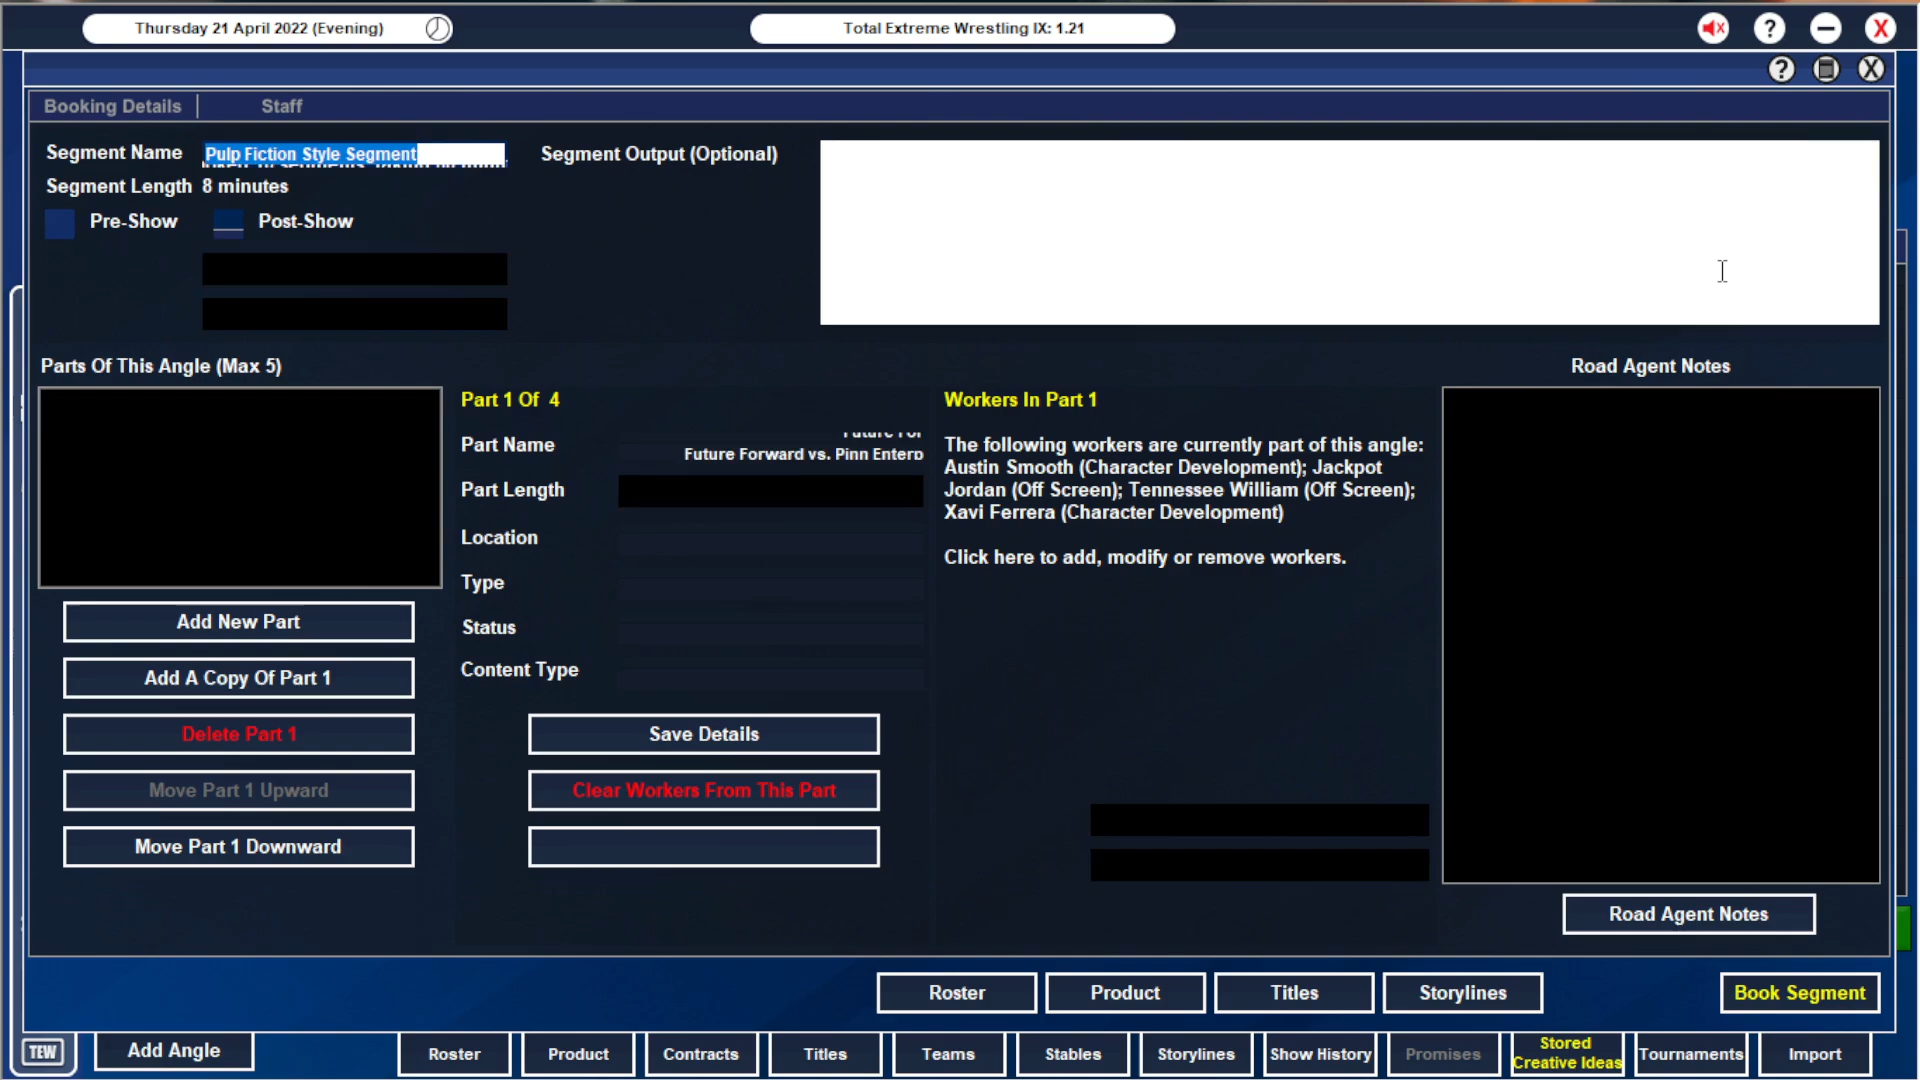 Thursday 21 April 2022 (Evening)
Total Extreme Wrestling IX: 1.21
Booking Details
Staff
Segment Name
Pulp Fiction Style Segment
Segment Output (Optional)
Segment Length 8 minutes
Pre-Show
Post-Show
Parts Of This Angle (Max 5)
Road Agent Notes
Part 1 Of 4
Workers In Part 1
Part Name
Future Forward vs. Pinn Enterp
The following workers are currently part of this angle:
Austin Smooth (Character Development); Jackpot
Jordan (Off Screen); Tennessee William (Off Screen);
Xavi Ferrera (Character Development)
Part Length
Location
Click here to add, modify or remove workers.
Type
Status
Content Type
Add New Part
Add A Copy Of Part 1
Delete Part 1
Move Part 1 Upward
Move Part 1 Downward
Save Details
Clear Workers From This Part
Road Agent Notes
Roster
Product
Titles
Storylines
Book Segment
TEW
Add Angle
Roster
Product
Contracts
Titles
Teams
Stables
Storylines
Show History
Promises
Stored
Creative Ideas
Tournaments
Import